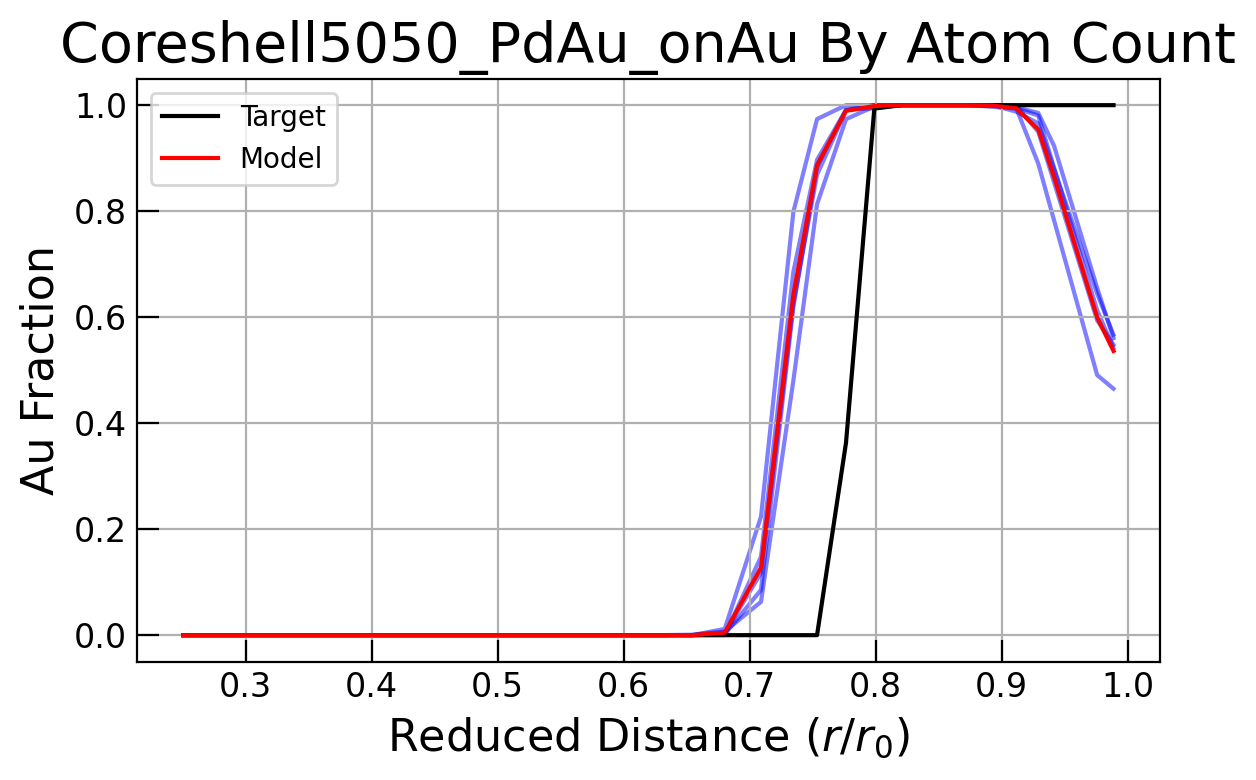 Coreshell5050_PdAu_onAu By Atom Count
Target
Model
Au Fraction
1.0
0.8
0.6
0.4
0.2
0.0
0.3 0.4 0.5 0.6 0.7 0.8 0.9 1.0
Reduced Distance (r/r₀)